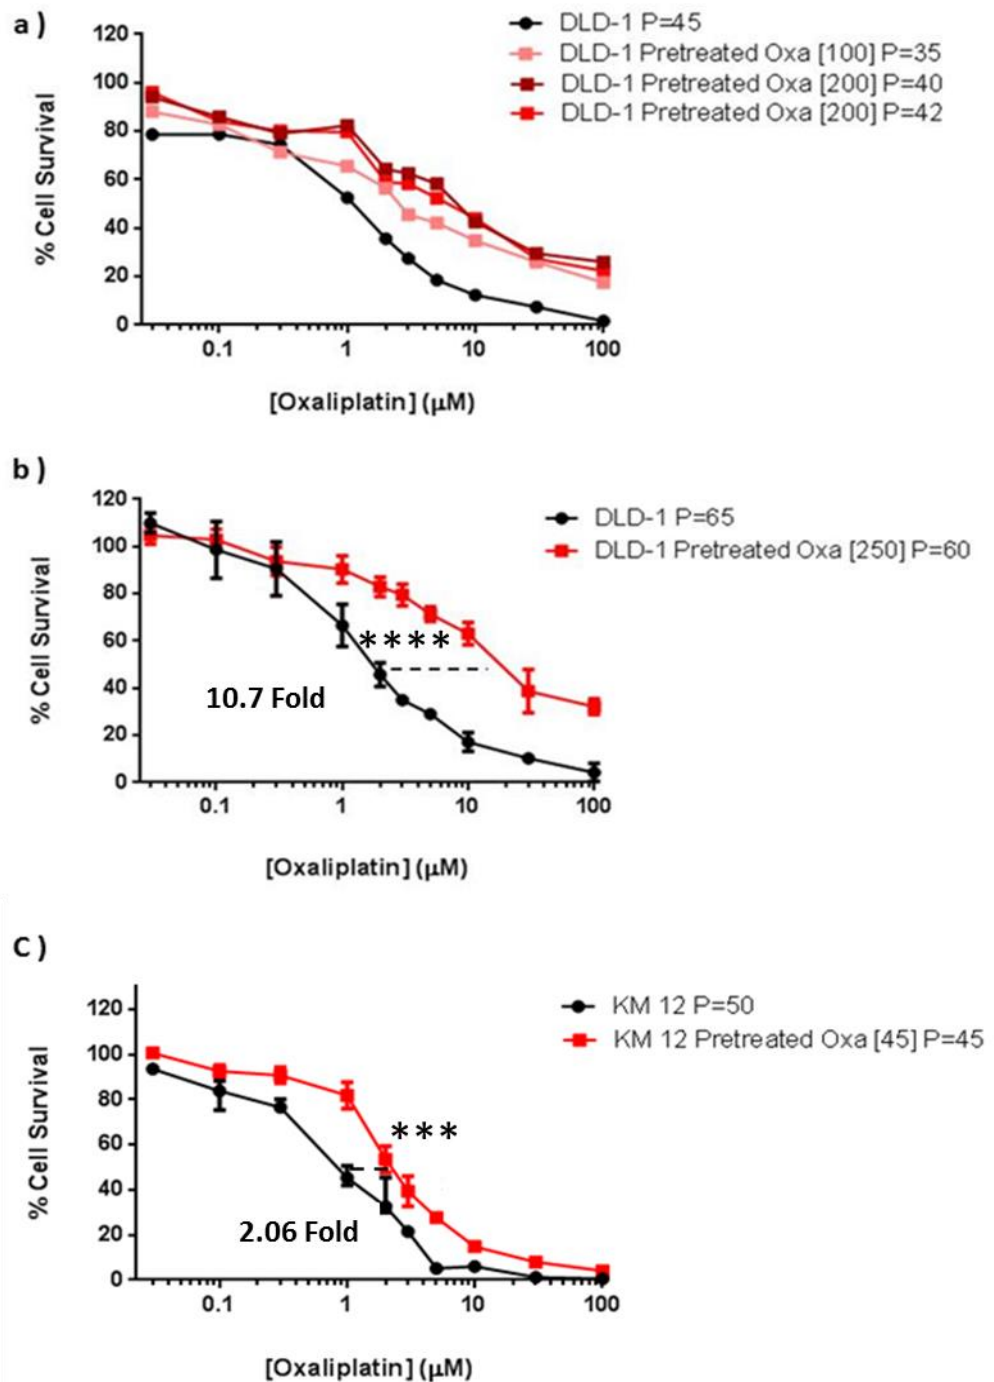 a )
DLD-1 P=45
DLD-1 Pretreated Oxa [100] P=35
DLD-1 Pretreated Oxa [200] P=40
DLD-1 Pretreated Oxa [200] P=42
120
100
80
60
40
20
0
% Cell Survival
0.1 1 10 100
[Oxaliplatin] (μM)
b )
DLD-1 P=65
DLD-1 Pretreated Oxa [250] P=60
120
100
80
60
40
20
0
% Cell Survival
****
10.7 Fold
0.1 1 10 100
[Oxaliplatin] (μM)
C )
KM 12 P=50
KM 12 Pretreated Oxa [45] P=45
120
100
80
60
40
20
0
% Cell Survival
***
2.06 Fold
0.1 1 10 100
[Oxaliplatin] (μM)